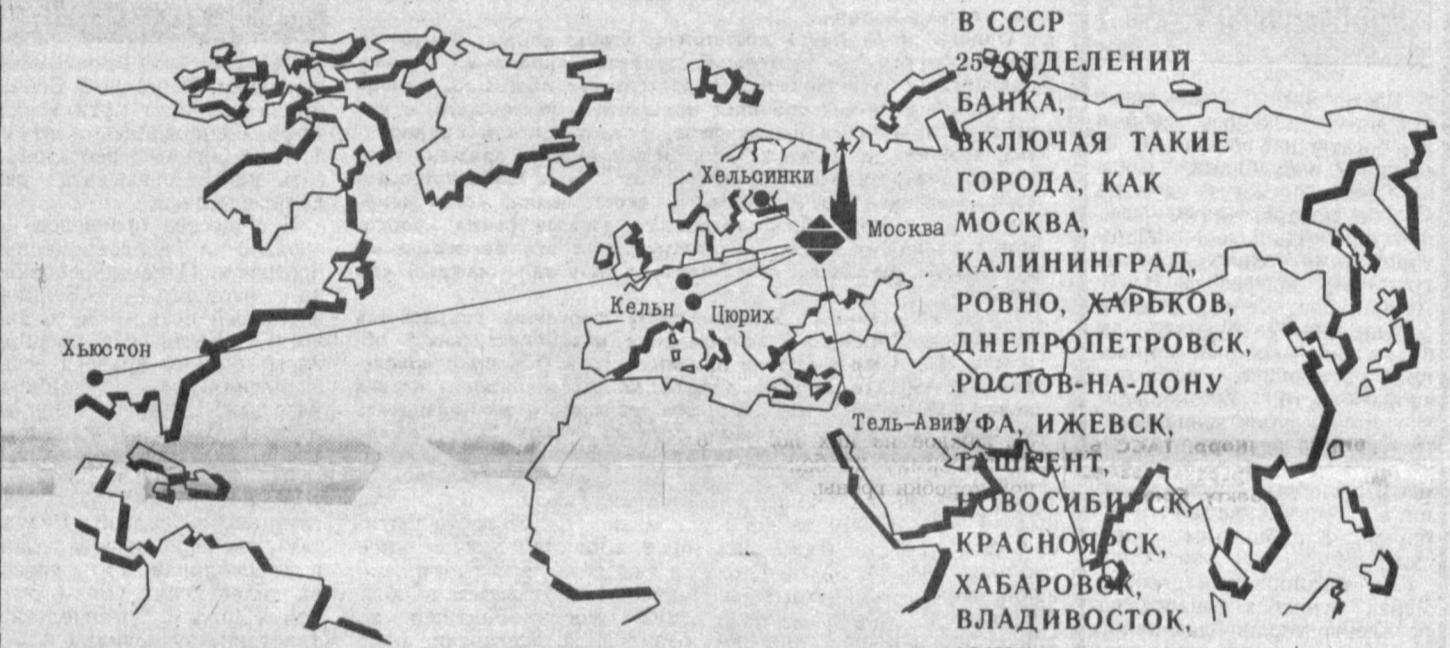 В СССР
25 ОТДЕЛЕНИЙ
БАНКА,
ВКЛЮЧАЯ ТАКИЕ
ГОРОДА, КАК
МОСКВА,
КАЛИНИНГРАД,
РОВНО, ХАРЬКОВ,
ДНЕПРОПЕТРОВСК,
РОСТОВ-НА-ДОНУ
УФА, ИЖЕВСК,
ТАШКЕНТ,
НОВОСИБИРСК,
КРАСНОЯРСК,
ХАБАРОВСК,
ВЛАДИВОСТОК,
Хельсинки
Москва
Кельн
Цюрих
Хьюстон
Тель-Авив